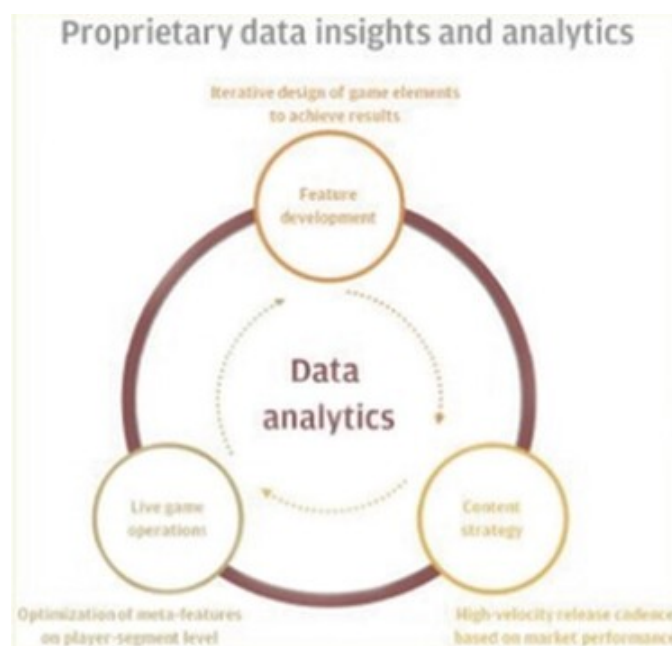 Proprietary data insights and analytics
Iterative design of game elements
to achieve results
Feature
development
Data
analytics
Live game
operations
Content
strategy
Optimization of meta-features
on player-segment level
High-velocity release cadence
based on market performance